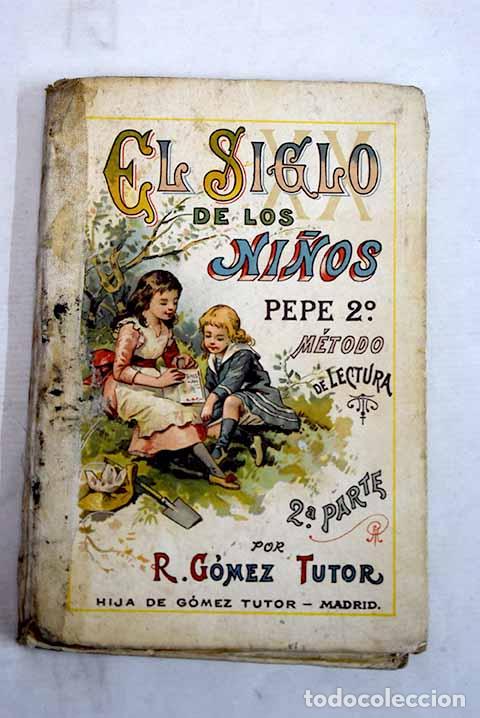 EL SIGLO
XX
DE LOS
NIÑOS
PEPE 2º
MÉTODO
DE LECTURA
2ª PARTE
POR
R. GÓMEZ TUTOR
HIJA DE GÓMEZ TUTOR – MADRID.
todocoleccion